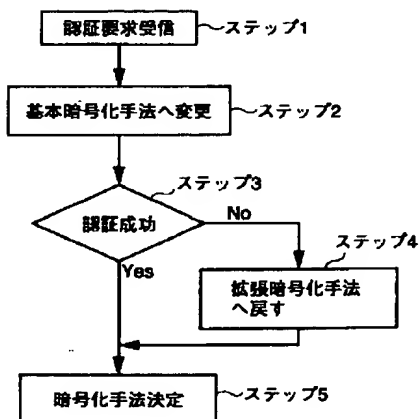 認証要求受信
ステップ1
基本暗号化手法へ変更
ステップ2
ステップ3
認証成功
No
Yes
ステップ4
拡張暗号化手法
へ戻す
暗号化手法決定
ステップ5